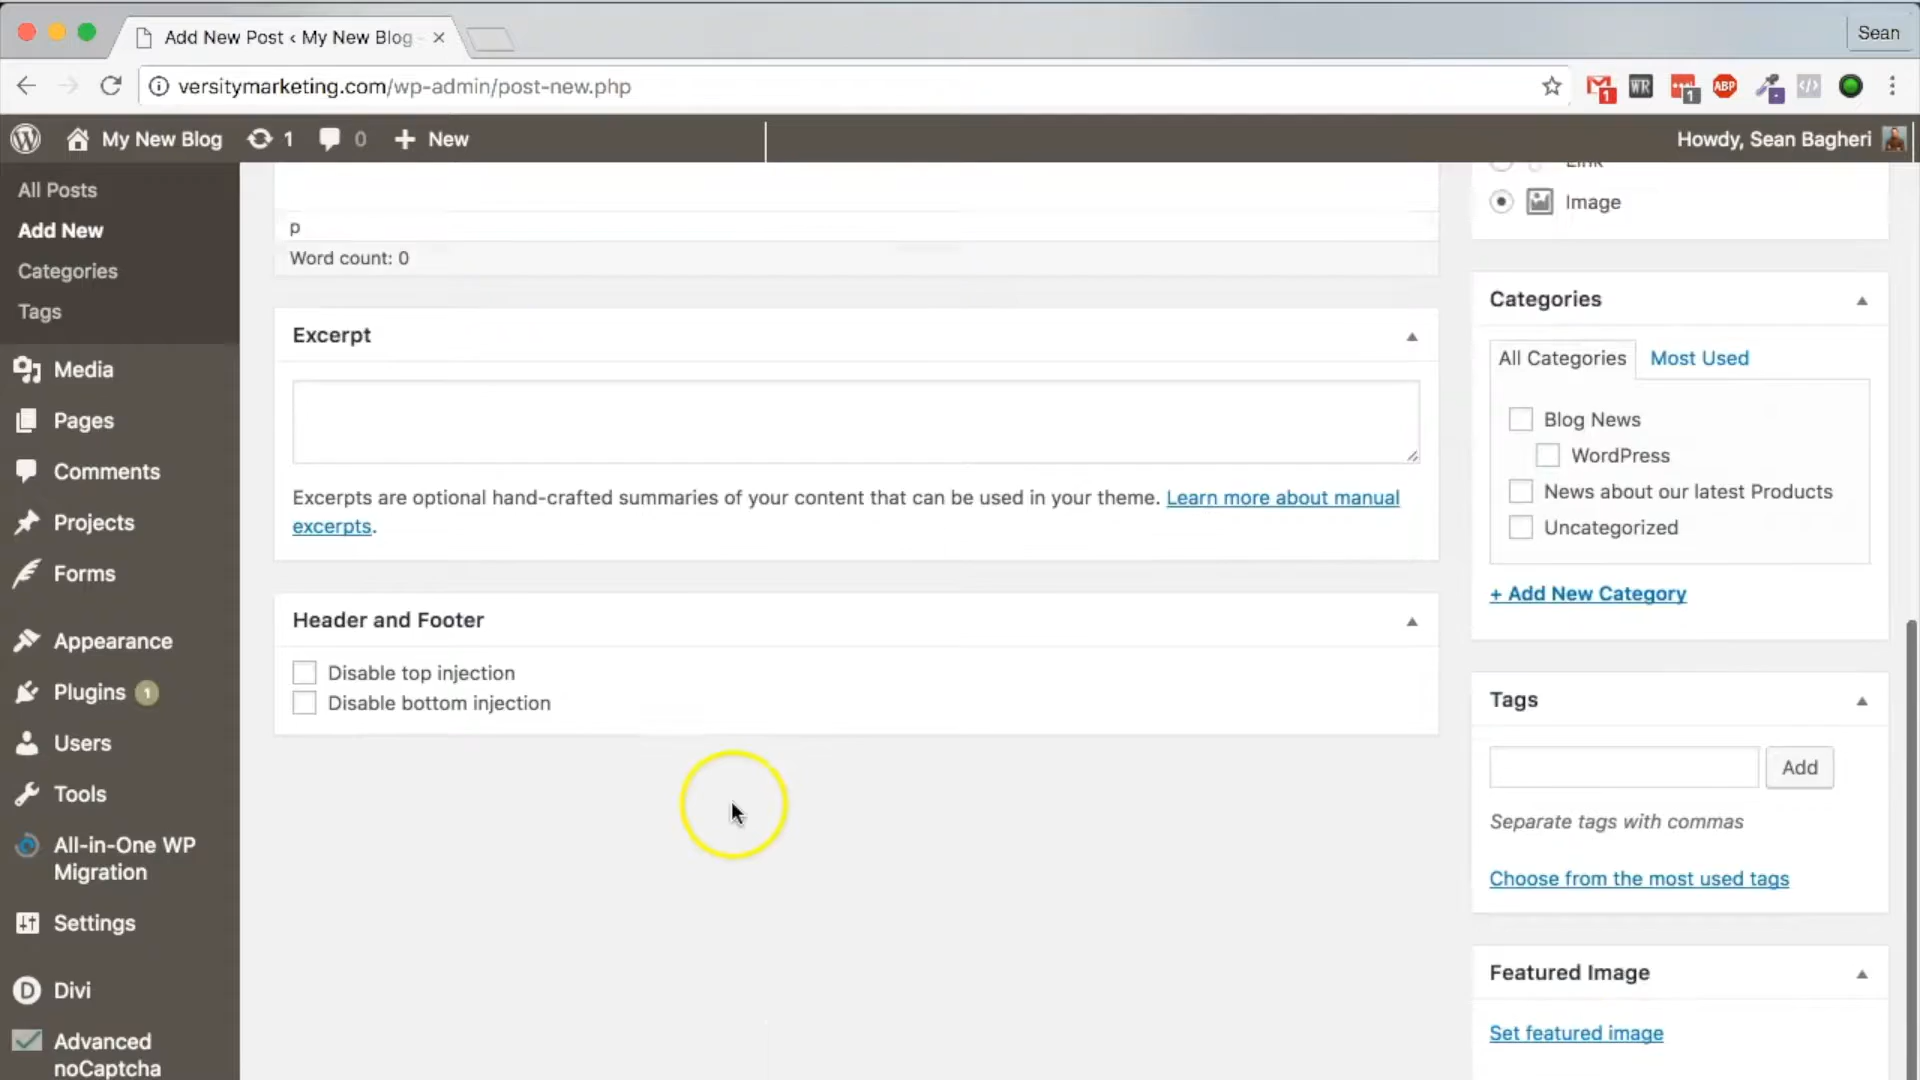 Add New Post ‹ My New Blog
Sean
versitymarketing.com/wp-admin/post-new.php
1
WR
1
ABP
My New Blog
1
0
New
Howdy, Sean Bagheri
All Posts
Add New
Categories
Tags
Media
Pages
Comments
Projects
Forms
Appearance
Plugins 1
Users
Tools
All-in-One WP
Migration
Settings
Divi
Advanced
noCaptcha
p
Word count: 0
Excerpt
Excerpts are optional hand-crafted summaries of your content that can be used in your theme. Learn more about manual
excerpts.
Header and Footer
Disable top injection
Disable bottom injection
Link
Image
Categories
All Categories
Most Used
Blog News
WordPress
News about our latest Products
Uncategorized
+ Add New Category
Tags
Add
Separate tags with commas
Choose from the most used tags
Featured Image
Set featured image